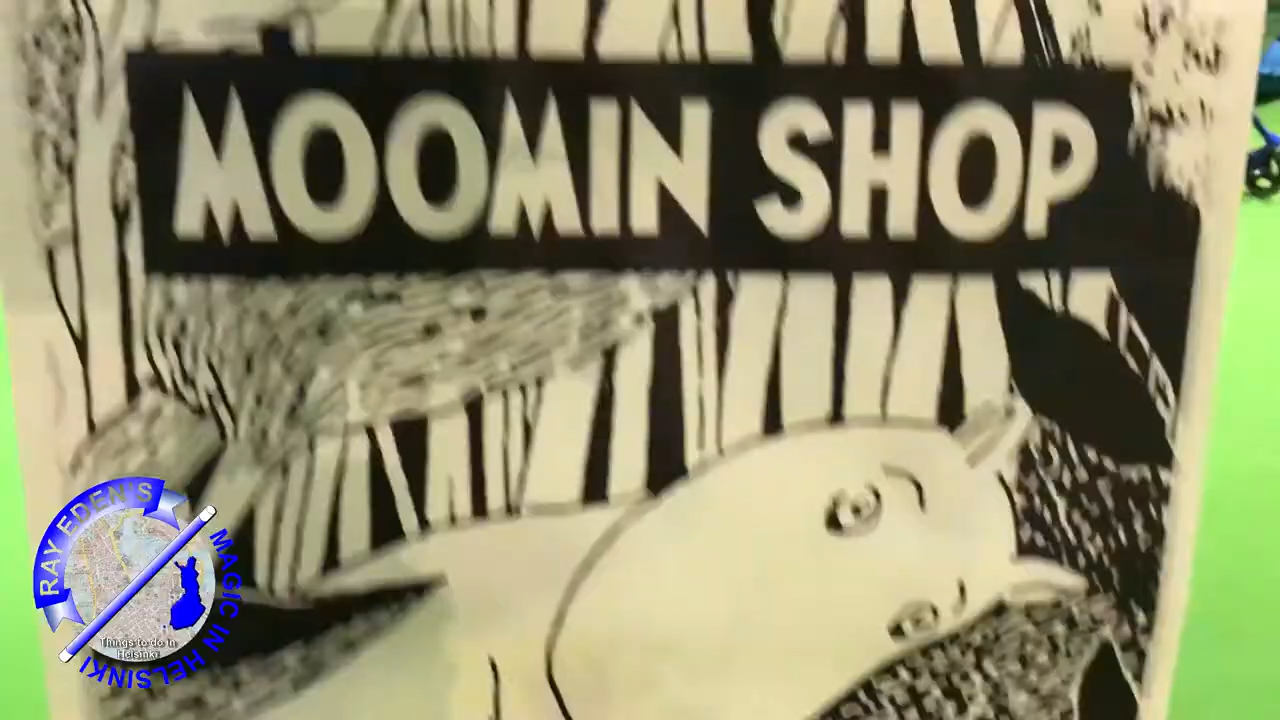 MOOMIN SHOP
RAY EDEN'S
MAGIC IN HELSINKI
Things to do in
Helsinki